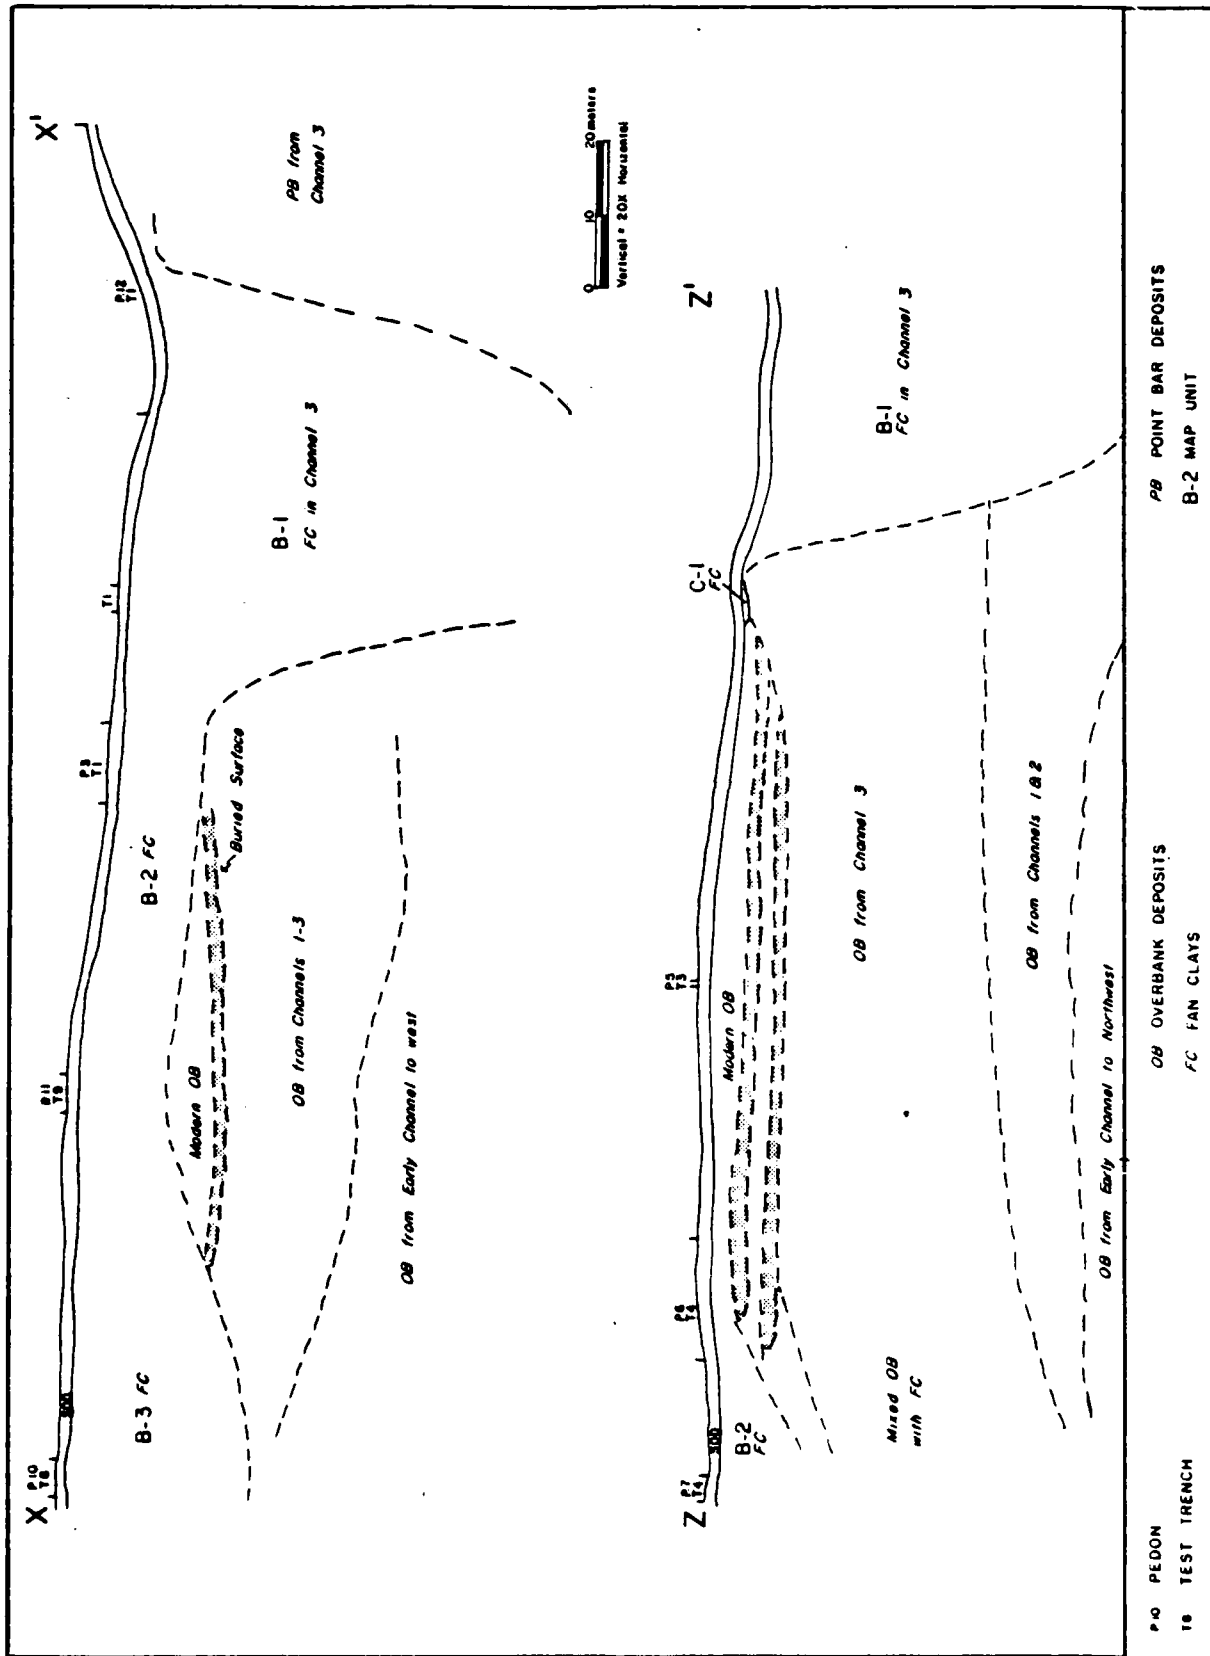 X
X'
P10
T8
300
B-3 FC
T9
B-2 FC
P3
T1
T1
P12
T1
Modern OB
Buried Surface
OB from Channels 1-3
OB from Early Channel to west
B-1
FC in Channel 3
PB from
Channel 3
0 10 20 meters
Vertical = 20X Horizontal
Z
Z'
P7
T4
300
B-2
FC
P6
T4
P5
T3
Modern OB
C-1
FC
B-1
FC in Channel 3
Mixed OB
with FC
OB from Channel 3
OB from Channels 1 & 2
OB from Early Channel to Northwest
P10 PEDON
T8 TEST TRENCH
OB OVERBANK DEPOSITS
FC FAN CLAYS
PB POINT BAR DEPOSITS
B-2 MAP UNIT